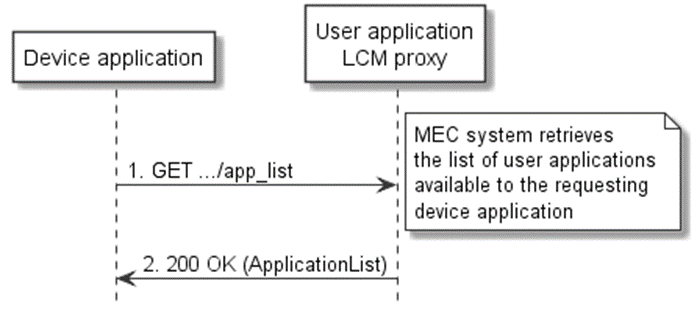 Device application
User application
LCM proxy
MEC system retrieves
the list of user applications
available to the requesting
device application
1. GET .../app_list
2. 200 OK (ApplicationList)